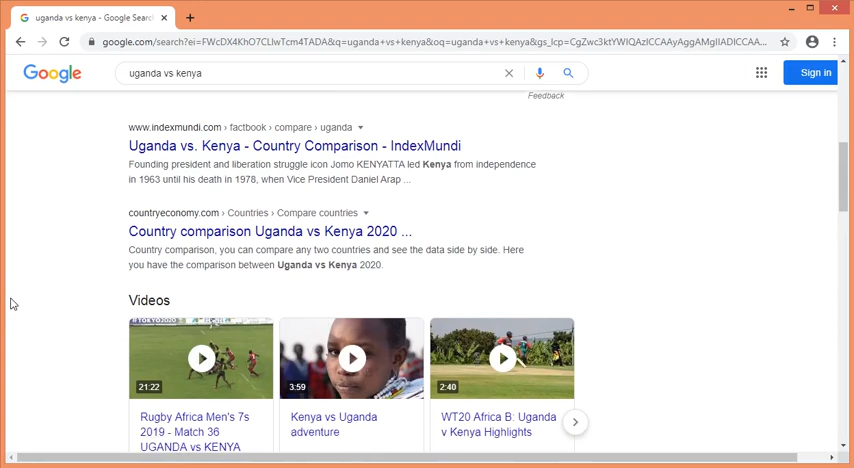 uganda vs kenya - Google Searc
google.com/search?ei=FWcDX4KhO7CLlwTcm4TADA&q=uganda+vs+kenya&oq=uganda+vs+kenya&gs_lcp=CgZwc3ktYWIQAzICCAAyAggAMgIIADICCAA...
Google
uganda vs kenya
Sign in
Feedback
www.indexmundi.com › factbook › compare › uganda
Uganda vs. Kenya - Country Comparison - IndexMundi
Founding president and liberation struggle icon Jomo KENYATTA led Kenya from independence
in 1963 until his death in 1978, when Vice President Daniel Arap ...
countryeconomy.com › Countries › Compare countries
Country comparison Uganda vs Kenya 2020 ...
Country comparison, you can compare any two countries and see the data side by side. Here
you have the comparison between Uganda vs Kenya 2020.
Videos
#TOKYO2020
21:22
3:59
2:40
Rugby Africa Men's 7s
2019 - Match 36
UGANDA vs KENYA
Kenya vs Uganda
adventure
WT20 Africa B: Uganda
v Kenya Highlights